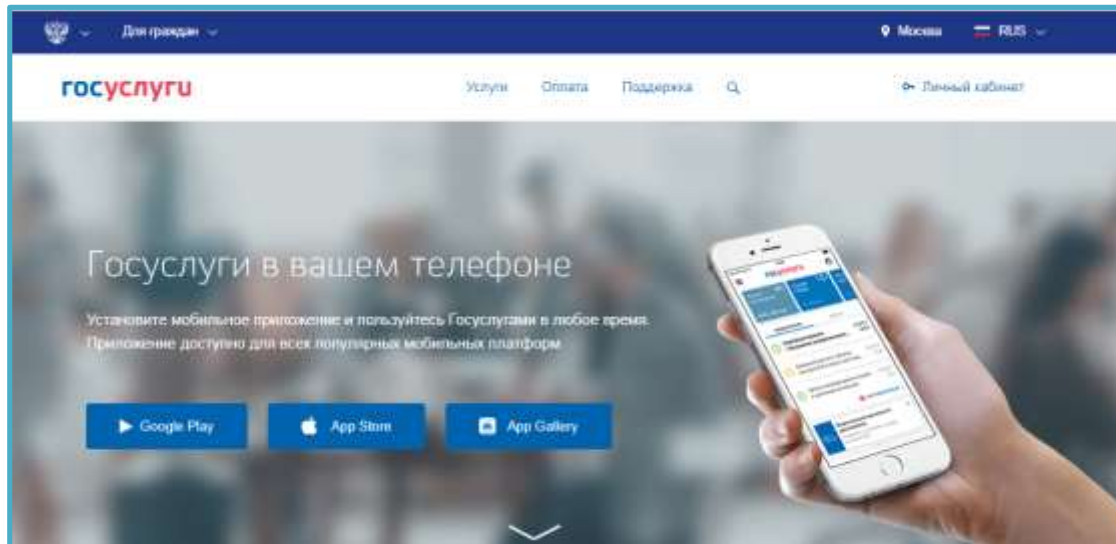 Для граждан
Москва
RUS
госуслуги
Услуги
Оплата
Поддержка
Личный кабинет
Госуслуги в вашем телефоне
Установите мобильное приложение и пользуйтесь Госуслугами в любое время.
Приложение доступно для всех популярных мобильных платформ
Google Play
App Store
App Gallery
госуслуги